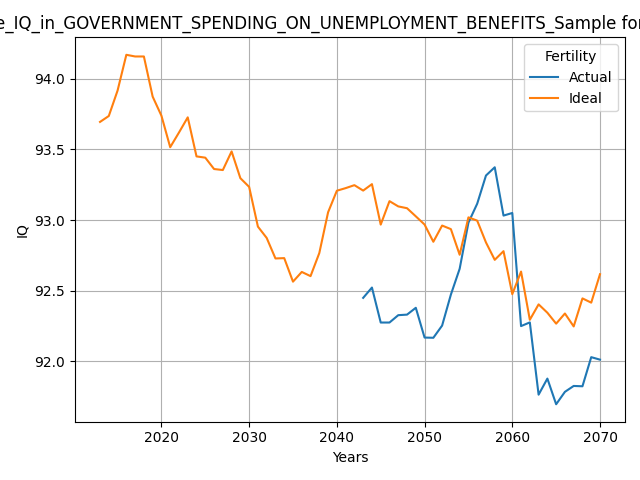 e_IQ_in_GOVERNMENT_SPENDING_ON_UNEMPLOYMENT_BENEFITS_Sample for
Fertility
Actual
Ideal
94.0
93.5
93.0
92.5
92.0
IQ
2020 2030 2040 2050 2060 2070
Years